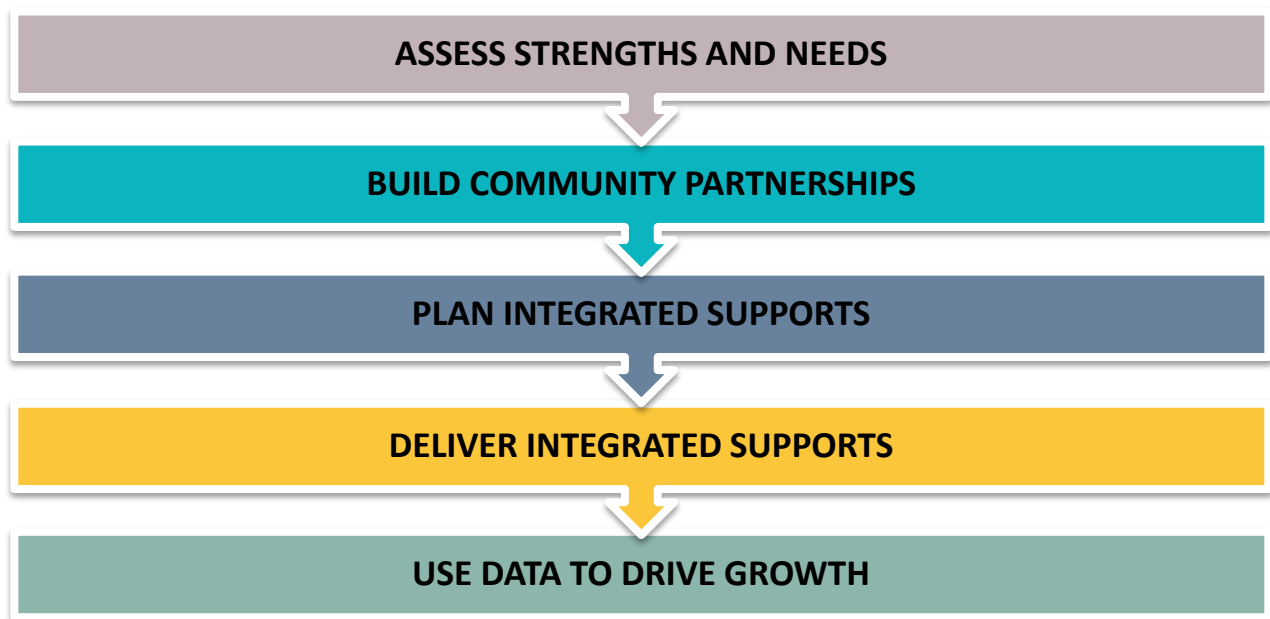 ASSESS STRENGTHS AND NEEDS
BUILD COMMUNITY PARTNERSHIPS
PLAN INTEGRATED SUPPORTS
DELIVER INTEGRATED SUPPORTS
USE DATA TO DRIVE GROWTH